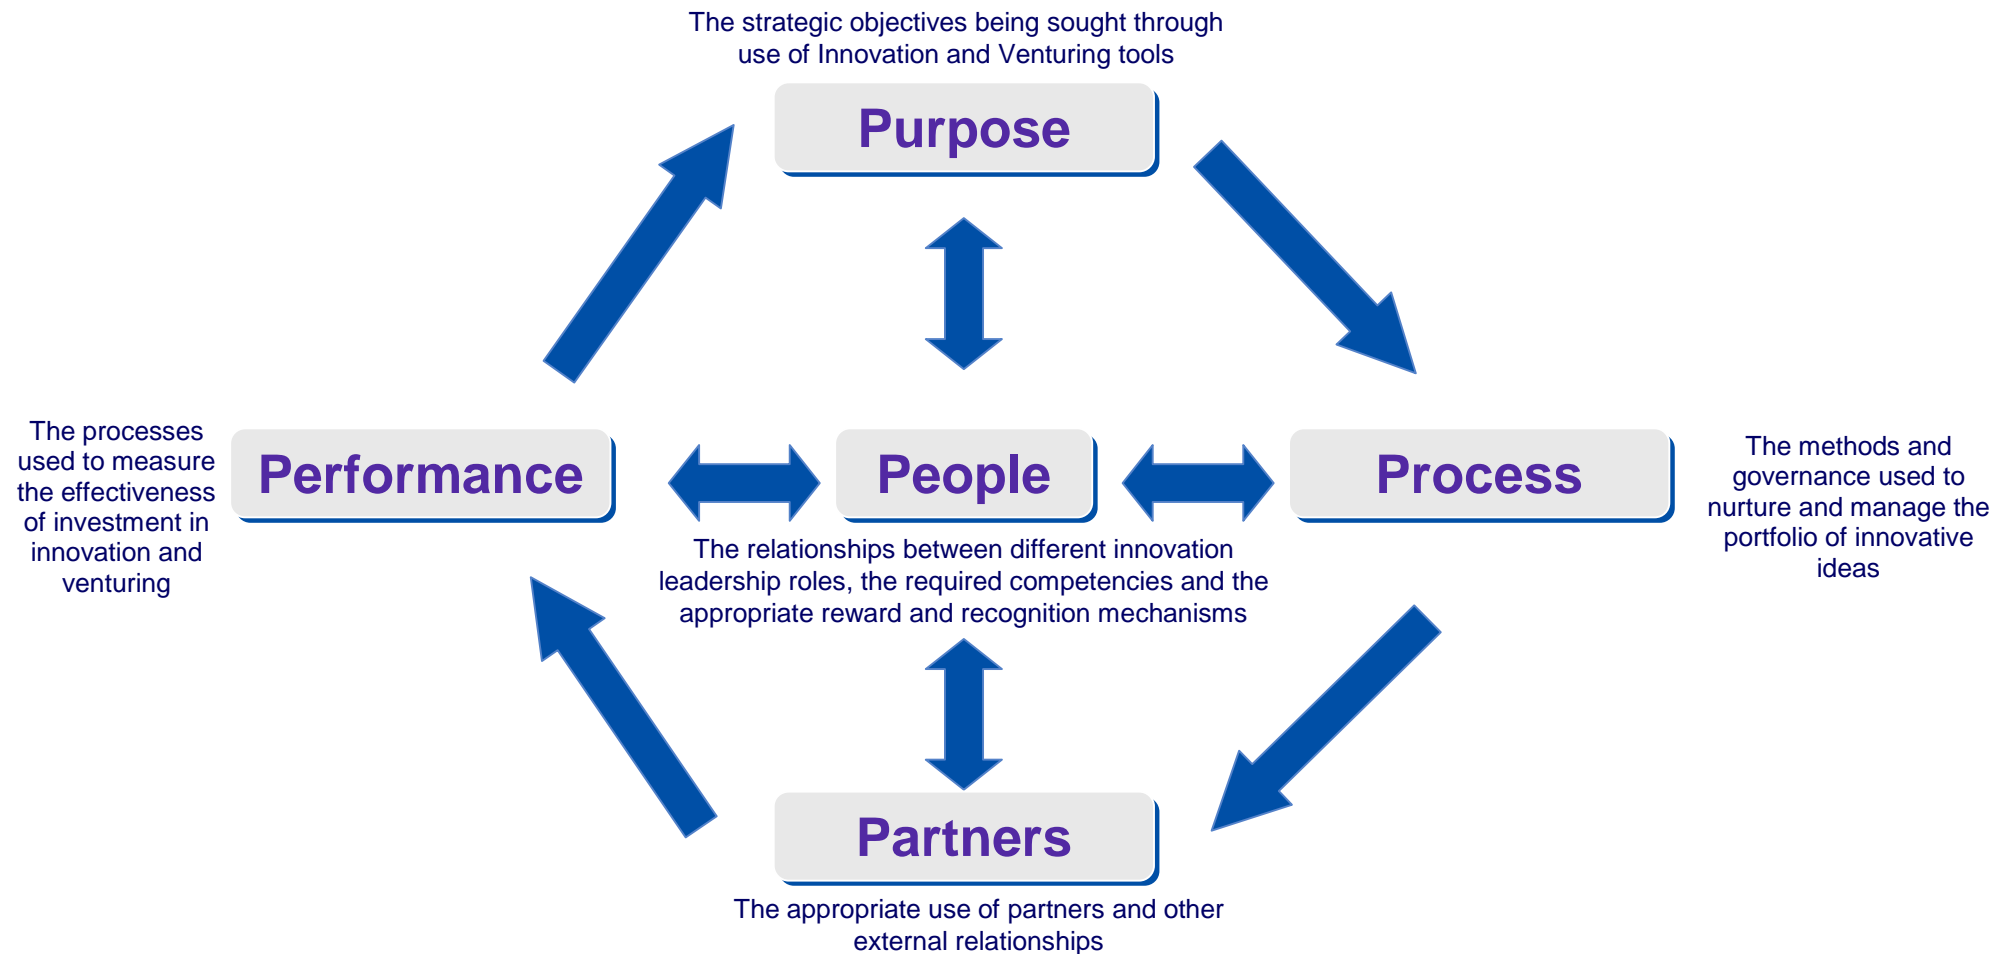 The strategic objectives being sought through
use of Innovation and Venturing tools
Purpose
The processes
used to measure
the effectiveness
of investment in
innovation and
venturing
Performance
People
The relationships between different innovation
leadership roles, the required competencies and the
appropriate reward and recognition mechanisms
Process
The methods and
governance used to
nurture and manage the
portfolio of innovative
ideas
Partners
The appropriate use of partners and other
external relationships